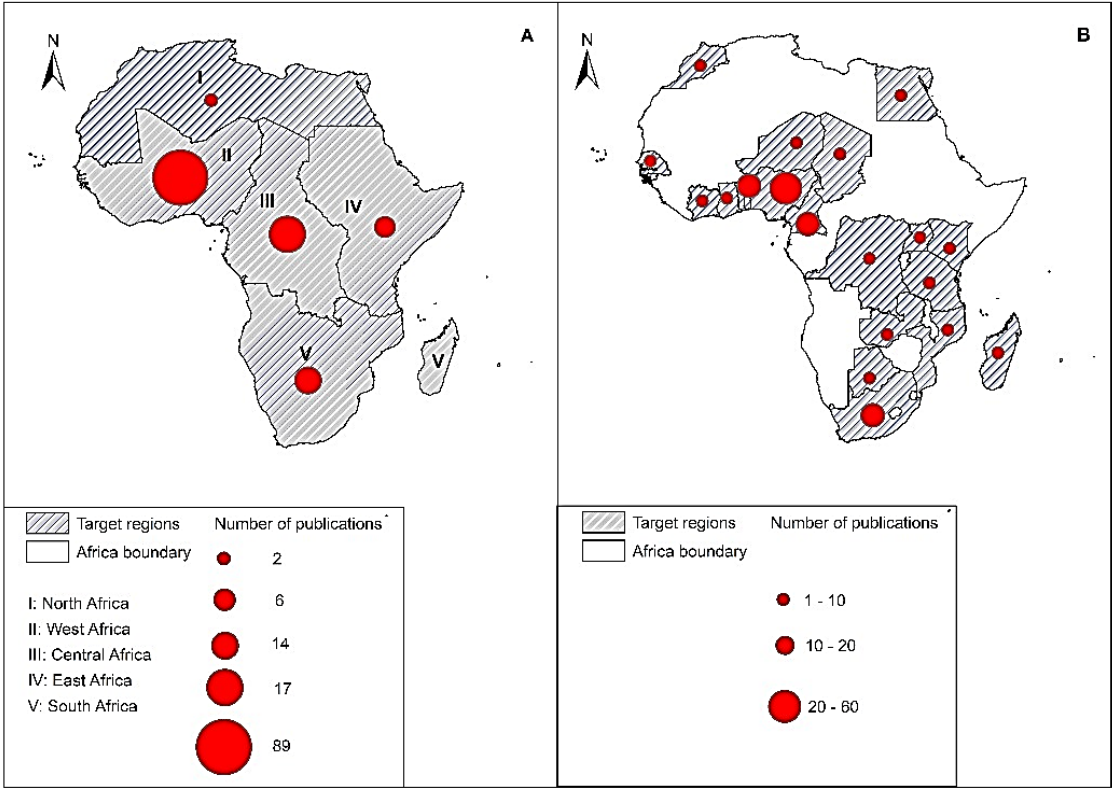 A
N
I
II
III
IV
V
V
Target regions
Africa boundary
Number of publications
2
6
14
17
89
I: North Africa
II: West Africa
III: Central Africa
IV: East Africa
V: South Africa
B
N
Target regions
Africa boundary
Number of publications
1 - 10
10 - 20
20 - 60